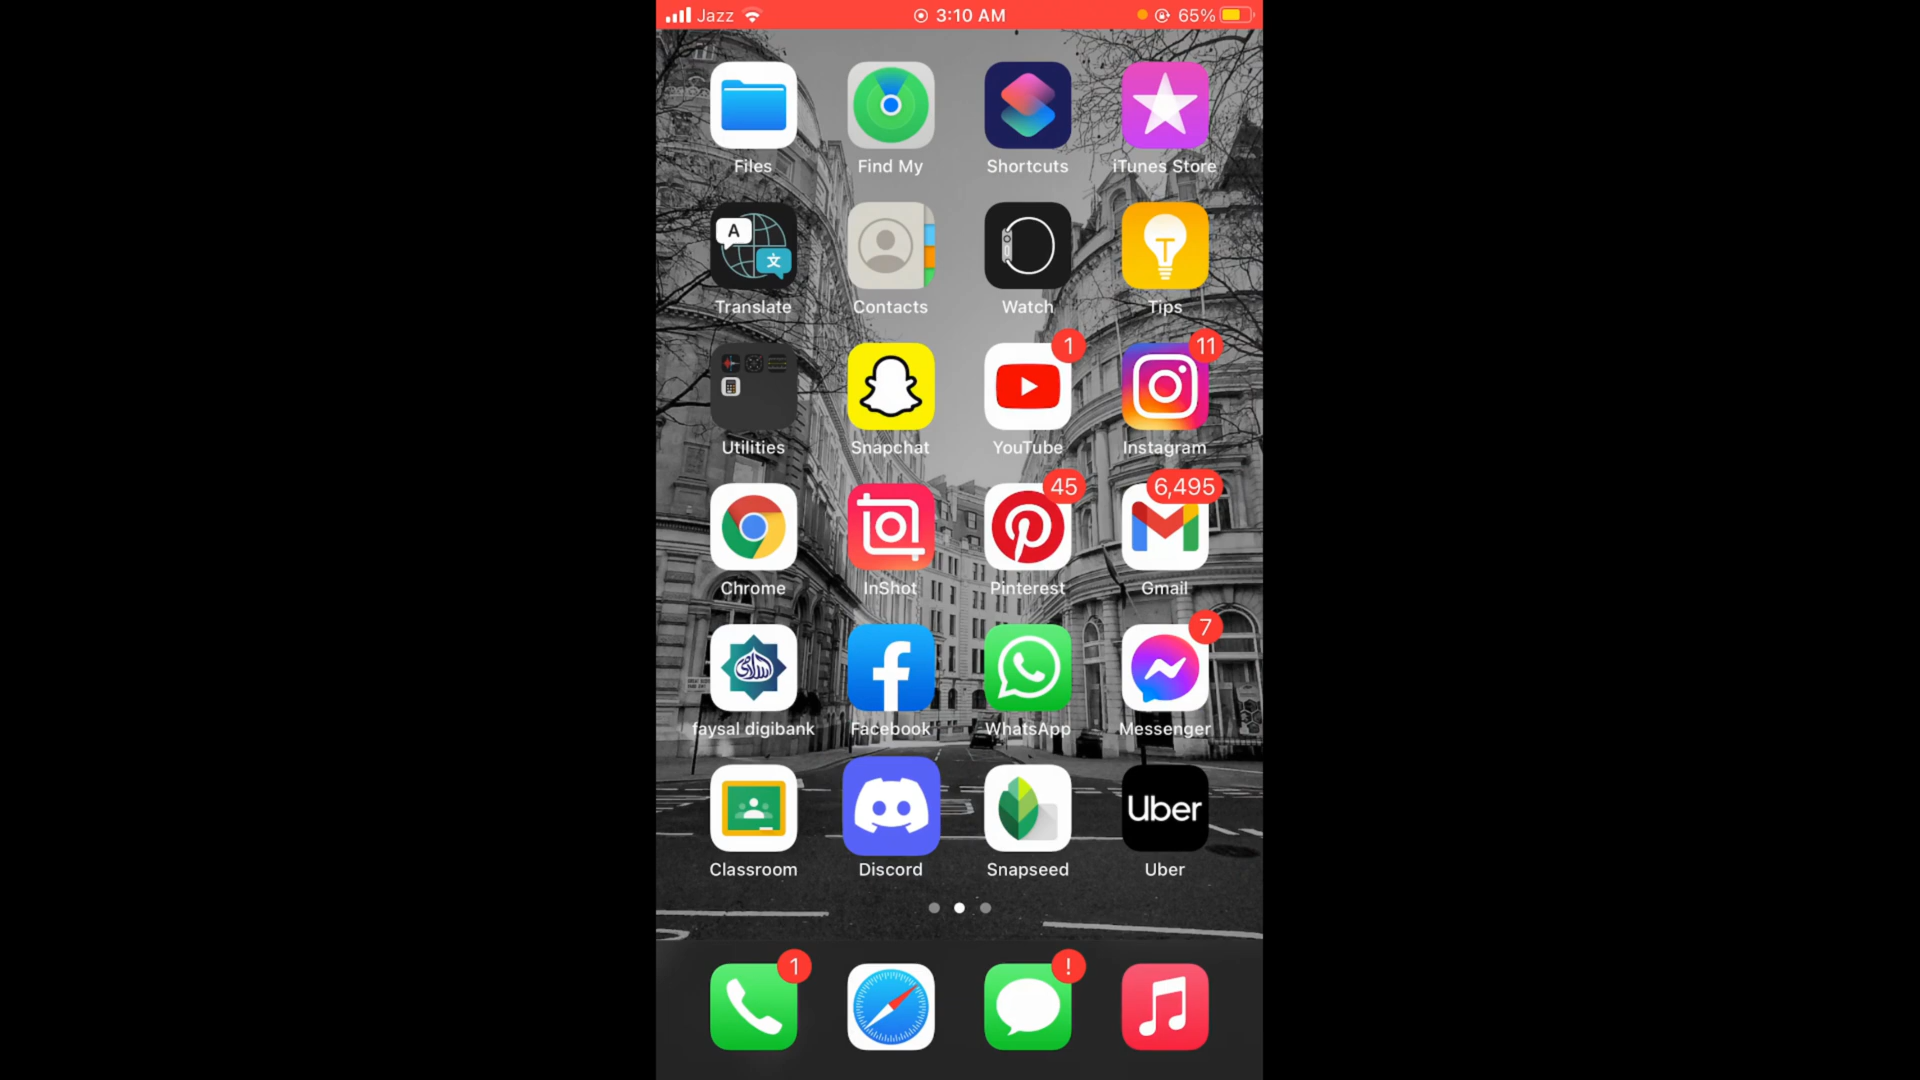 Jazz 3:10 AM 65%
Files Find My Shortcuts iTunes Store
A 文
Translate Contacts Watch Tips
1 11
Utilities Snapchat YouTube Instagram
45 6,495
Chrome InShot Pinterest Gmail
7
اسلامی
faysal digibank Facebook WhatsApp Messenger
Uber
Classroom Discord Snapseed Uber
1 !